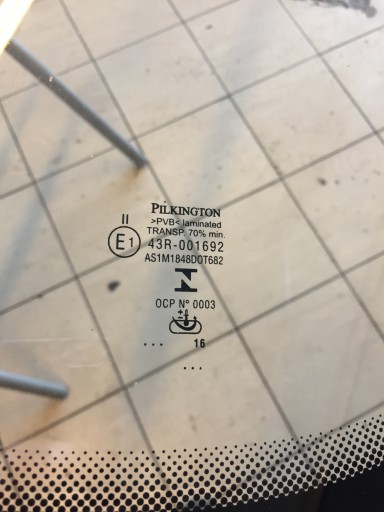 PILKINGTON
II
>PVB< laminated
TRANSP. 70% min.
E1
43R-001692
AS1M1848DOT682
OCP Nº 0003
... 16
...